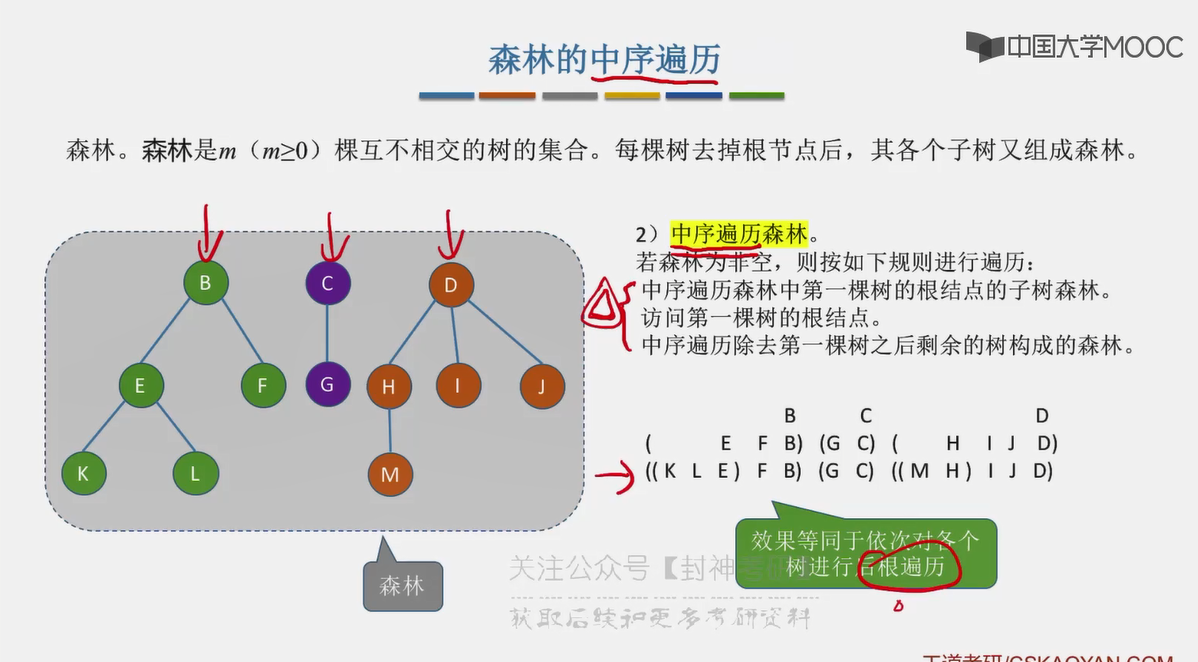 中国大学MOOC
森林的中序遍历
森林。森林是m（m≥0）棵互不相交的树的集合。每棵树去掉根节点后，其各个子树又组成森林。
B
C
D
E
F
G
H
I
J
K
L
M
森林
2）中序遍历森林。
若森林为非空，则按如下规则进行遍历：
中序遍历森林中第一棵树的根结点的子树森林。
访问第一棵树的根结点。
中序遍历除去第一棵树之后剩余的树构成的森林。
B C D
( E F B) (G C) ( H I J D)
((K L E) F B) (G C) ((M H) I J D)
效果等同于依次对各个
树进行后根遍历
关注公众号【封神考研】
获取后续和更多考研资料
王道考研/CSKAOYAN.COM